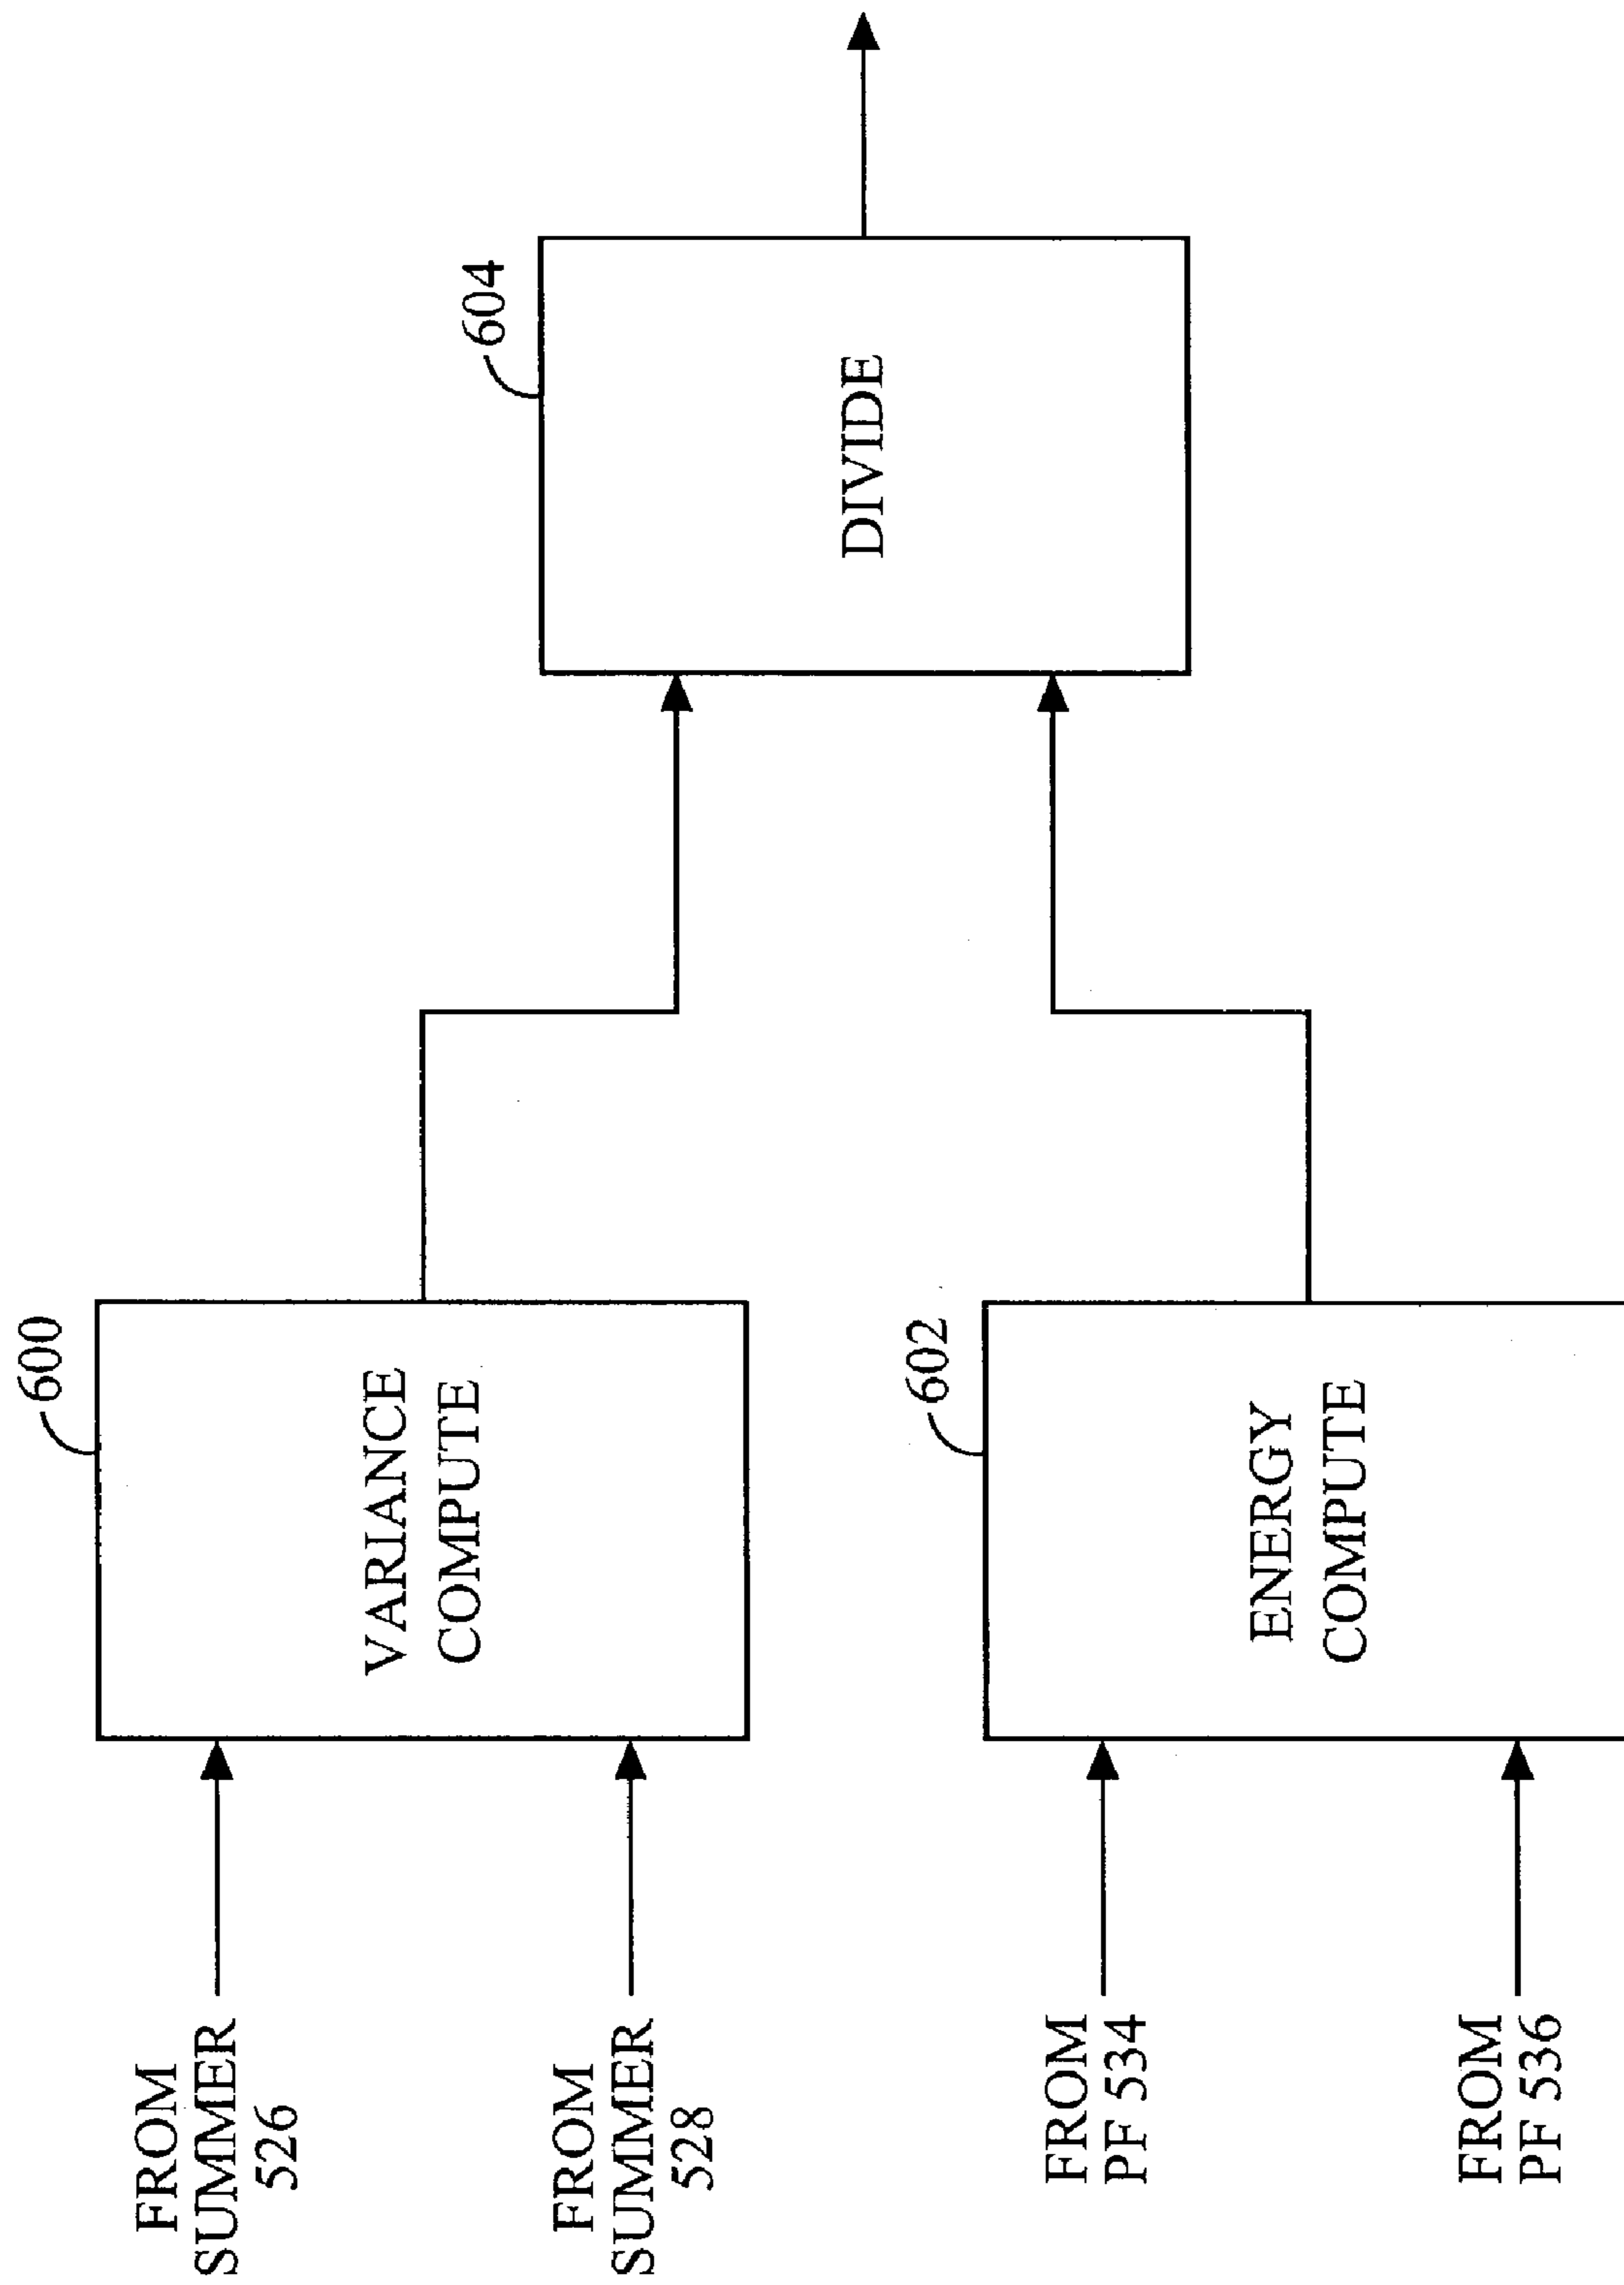 FROM
SUMMER
526
FROM
SUMMER
528
600
VARIANCE
COMPUTE
FROM
PF 534
FROM
PF 536
602
ENERGY
COMPUTE
604
DIVIDE